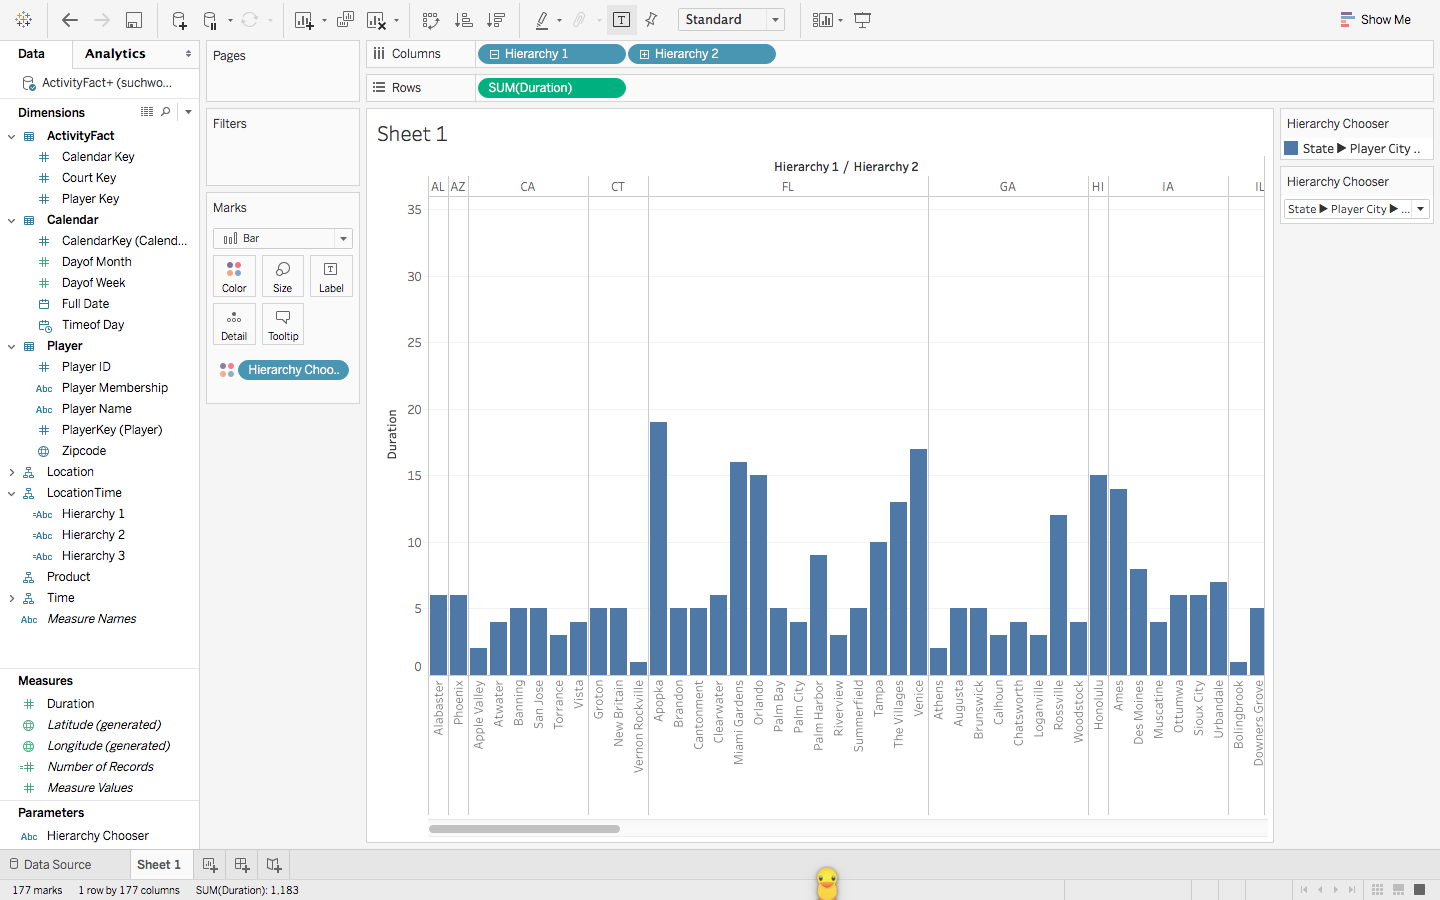 Standard
Show Me
Data
Analytics
ActivityFact+ (suchwo...
Dimensions
ActivityFact
Calendar Key
Court Key
Player Key
Calendar
CalendarKey (Calend...
Dayof Month
Dayof Week
Full Date
Timeof Day
Player
Player ID
Abc Player Membership
Abc Player Name
PlayerKey (Player)
Zipcode
Location
LocationTime
=Abc Hierarchy 1
=Abc Hierarchy 2
=Abc Hierarchy 3
Product
Time
Abc Measure Names
Measures
Duration
Latitude (generated)
Longitude (generated)
Number of Records
Measure Values
Parameters
Abc Hierarchy Chooser
Pages
Filters
Marks
Bar
Color Size Label
Detail Tooltip
Hierarchy Choo..
Columns Hierarchy 1 Hierarchy 2
Rows SUM(Duration)
Sheet 1
Hierarchy 1 / Hierarchy 2
AL AZ CA CT FL GA HI IA IL
35
30
25
20
15
10
5
0
Duration
Alabaster
Phoenix
Apple Valley
Atwater
Banning
San Jose
Torrance
Vista
Groton
New Britain
Vernon Rockville
Apopka
Brandon
Cantonment
Clearwater
Miami Gardens
Orlando
Palm Bay
Palm City
Palm Harbor
Riverview
Summerfield
Tampa
The Villages
Venice
Athens
Augusta
Brunswick
Calhoun
Chatsworth
Loganville
Rossville
Woodstock
Honolulu
Ames
Des Moines
Muscatine
Ottumwa
Sioux City
Urbandale
Bolingbrook
Downers Grove
Hierarchy Chooser
State ▶ Player City ..
Hierarchy Chooser
State ▶ Player City ▶ ...
Data Source
Sheet 1
177 marks 1 row by 177 columns SUM(Duration): 1,183